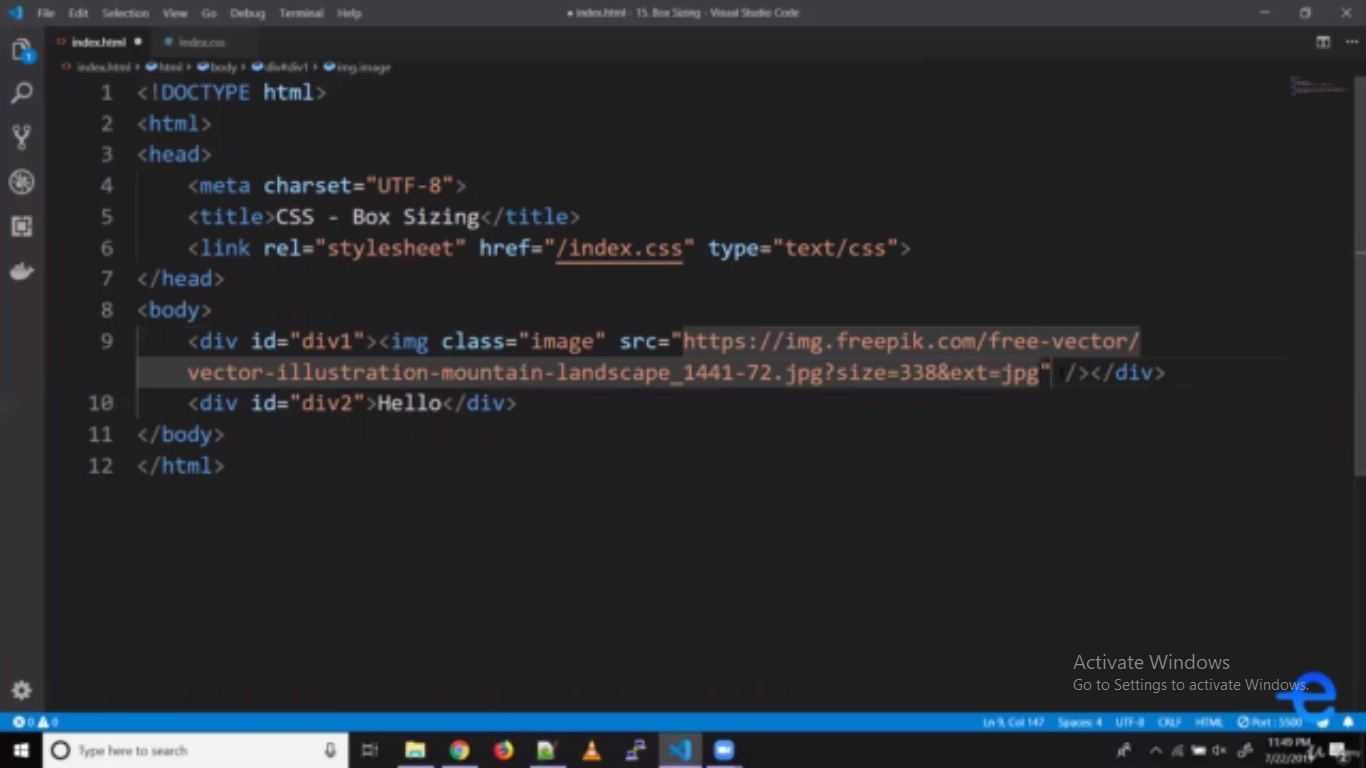 File Edit Selection View Go Debug Terminal Help
● index.html - 15. Box Sizing - Visual Studio Code
index.html ● index.css
index.html > html > body > div#div1 > img.image
1 <!DOCTYPE html>
2 <html>
3 <head>
4 <meta charset="UTF-8">
5 <title>CSS - Box Sizing</title>
6 <link rel="stylesheet" href="/index.css" type="text/css">
7 </head>
8 <body>
9 <div id="div1"><img class="image" src="https://img.freepik.com/free-vector/
vector-illustration-mountain-landscape_1441-72.jpg?size=338&ext=jpg" /></div>
10 <div id="div2">Hello</div>
11 </body>
12 </html>
Activate Windows
Go to Settings to activate Windows.
0 0 Ln 9, Col 147 Spaces: 4 UTF-8 CRLF HTML Port : 5500
Type here to search
11:49 PM